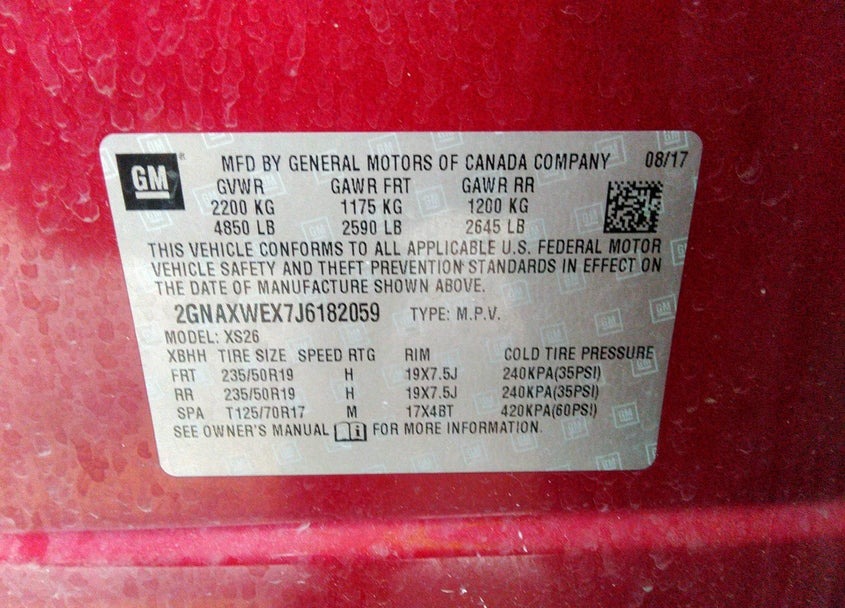 GM ® MFD BY GENERAL MOTORS OF CANADA COMPANY 08/17
GVWR GAWR FRT GAWR RR
2200 KG 1175 KG 1200 KG
4850 LB 2590 LB 2645 LB
THIS VEHICLE CONFORMS TO ALL APPLICABLE U.S. FEDERAL MOTOR
VEHICLE SAFETY AND THEFT PREVENTION STANDARDS IN EFFECT ON
THE DATE OF MANUFACTURE SHOWN ABOVE.
2GNAXWEX7J6182059 TYPE: M.P.V.
MODEL: XS26
XBHH TIRE SIZE SPEED RTG RIM COLD TIRE PRESSURE
FRT 235/50R19 H 19X7.5J 240KPA(35PSI)
RR 235/50R19 H 19X7.5J 240KPA(35PSI)
SPA T125/70R17 M 17X4BT 420KPA(60PSI)
SEE OWNER'S MANUAL i FOR MORE INFORMATION.